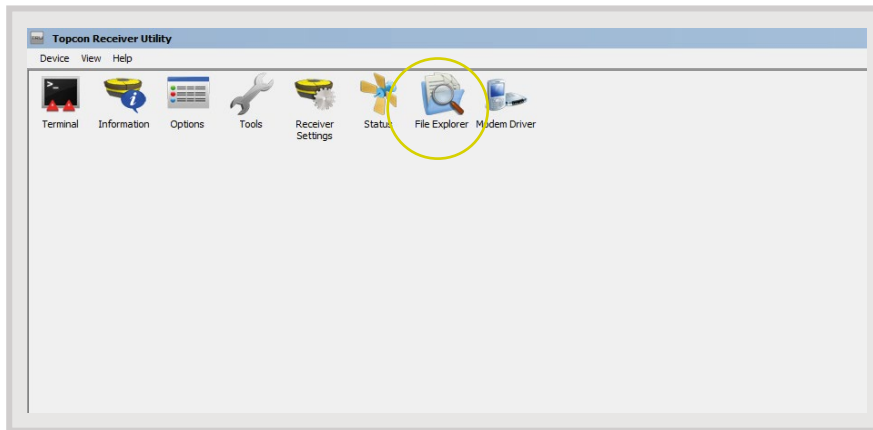 Topcon Receiver Utility
Device View Help
Terminal Information Options Tools Receiver Settings Status File Explorer Modem Driver